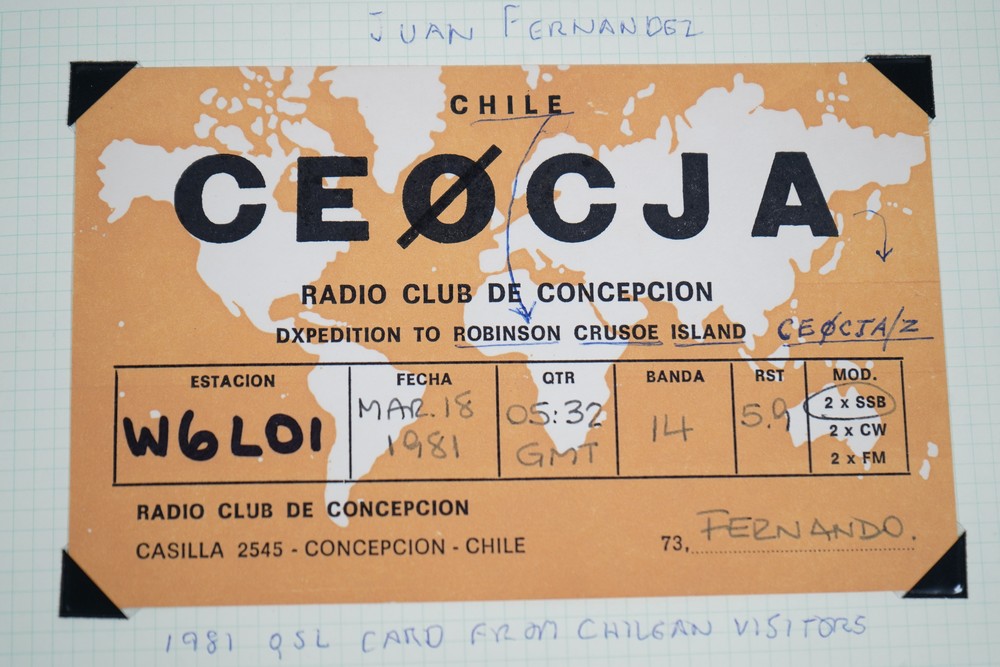 JUAN FERNANDEZ
CHILE
CEØCJA
RADIO CLUB DE CONCEPCION
DXPEDITION TO ROBINSON CRUSOE ISLAND CEØCJA/Z
ESTACION FECHA QTR BANDA RST MOD.
W6LOI MAR. 18 1981 05:32 GMT 14 5.9 2 x SSB
2 x CW
2 x FM
RADIO CLUB DE CONCEPCION
CASILLA 2545 - CONCEPCION - CHILE
73, FERNANDO.
1981 QSL CARD FROM CHILEAN VISITORS